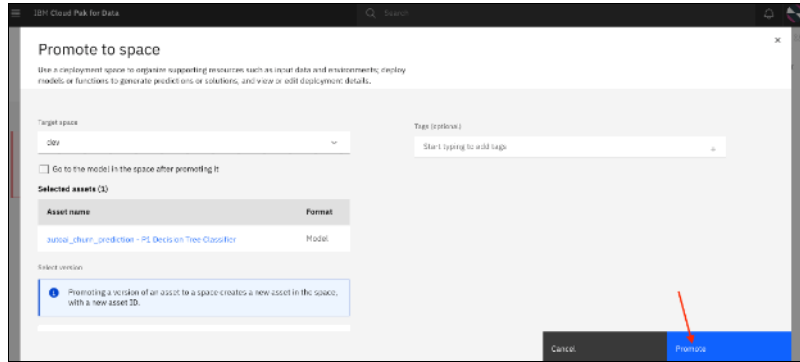 IBM Cloud Pak for Data
Search
Promote to space
Use a deployment space to organize supporting resources such as input data and environments; deploy
models or functions to generate predictions or solutions, and view or edit deployment details.
Target space
dev
Go to the model in the space after promoting it
Selected assets (1)
Asset name Format
autoai_churn_prediction - P1 Decision Tree Classifier Model
Select version
Promoting a version of an asset to a space creates a new asset in the space,
with a new asset ID.
Tags (optional)
Start typing to add tags
Cancel
Promote